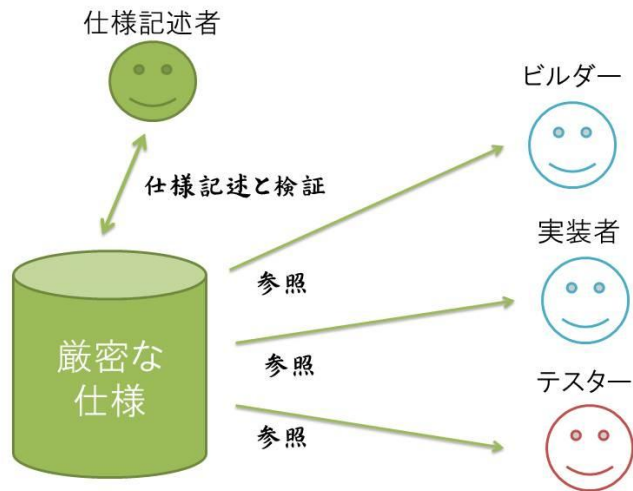 仕様記述者
ビルダー
仕様記述と検証
実装者
参照
厳密な
仕様
参照
テスター
参照